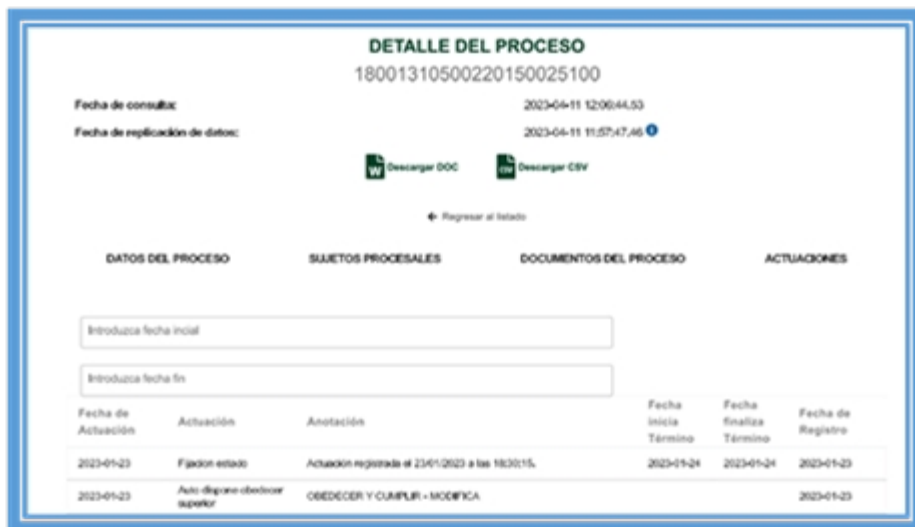 DETALLE DEL PROCESO
18001310500220150025100
Fecha de consulta: 2023-04-11 12:00:44.53
Fecha de replicación de datos: 2023-04-11 11:57:47.46
Descargar DOC CSV Descargar CSV
← Regresar al listado
DATOS DEL PROCESO SUJETOS PROCESALES DOCUMENTOS DEL PROCESO ACTUACIONES
Introduzca fecha incial
Introduzca fecha fin
Fecha de Actuación Actuación Anotación Fecha inicia Término Fecha finaliza Término Fecha de Registro
2023-01-23 Fijacion estado Actuación registrada el 23/01/2023 a las 18:30:15. 2023-01-24 2023-01-24 2023-01-23
2023-01-23 Auto dispone obedecer superior OBEDECER Y CUMPLIR - MODIFICA 2023-01-23